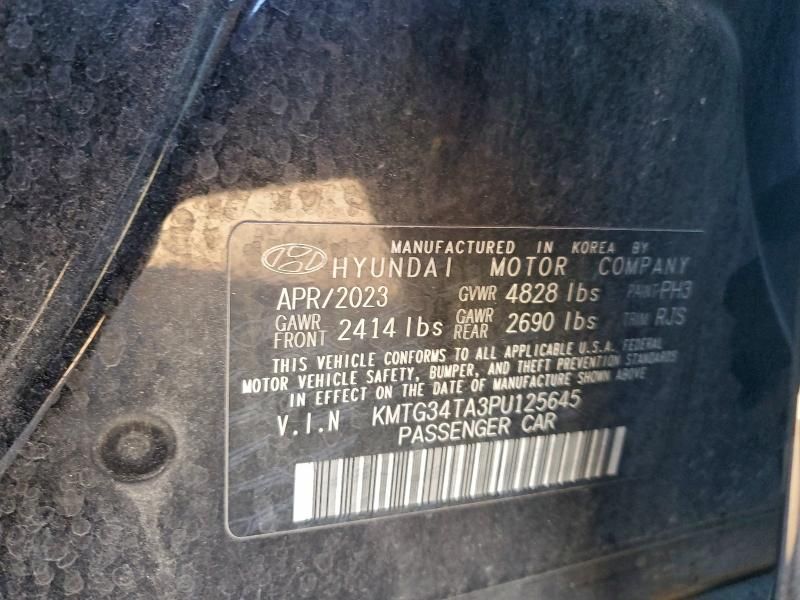 MANUFACTURED IN KOREA BY
HYUNDAI MOTOR COMPANY
APR/2023 GVWR 4828 lbs PAINT-PH3
GAWR FRONT 2414 lbs GAWR REAR 2690 lbs TRIM RJS
THIS VEHICLE CONFORMS TO ALL APPLICABLE U.S.A. FEDERAL
MOTOR VEHICLE SAFETY, BUMPER, AND THEFT PREVENTION STANDARDS
IN EFFECT ON THE DATE OF MANUFACTURE SHOWN ABOVE
V.I.N KMTG34TA3PU125645
PASSENGER CAR